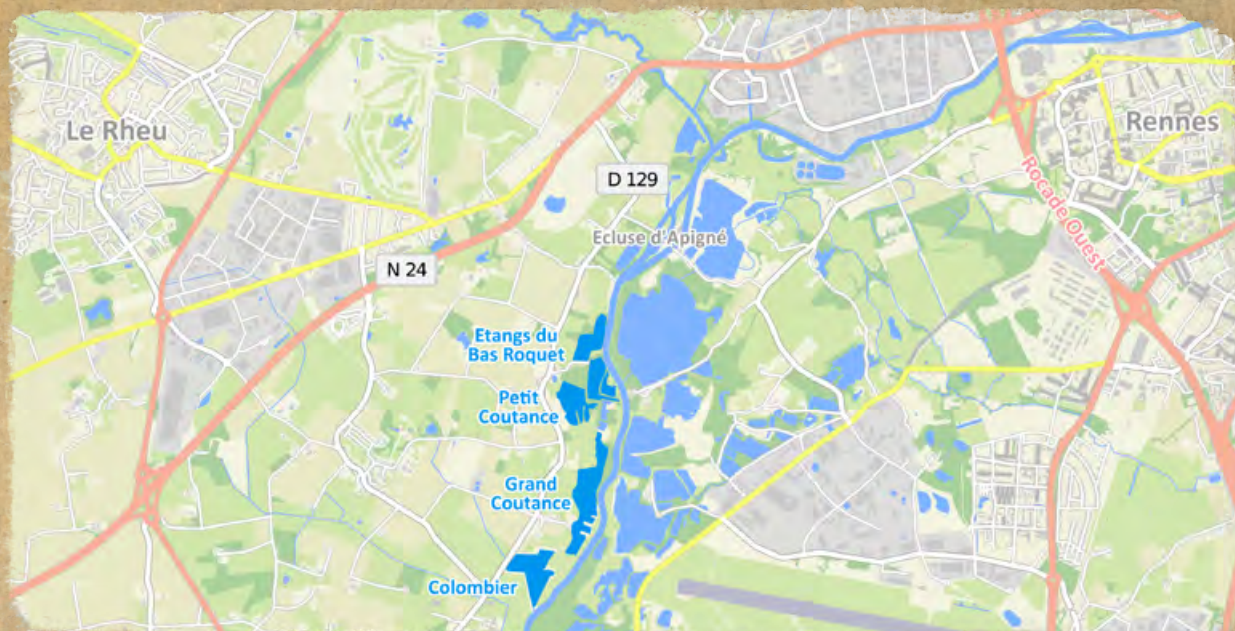 Le Rheu
Rennes
D 129
Rocade Ouest
Ecluse d'Apigné
N 24
Etangs du
Bas Roquet
Petit
Coutance
Grand
Coutance
Colombier